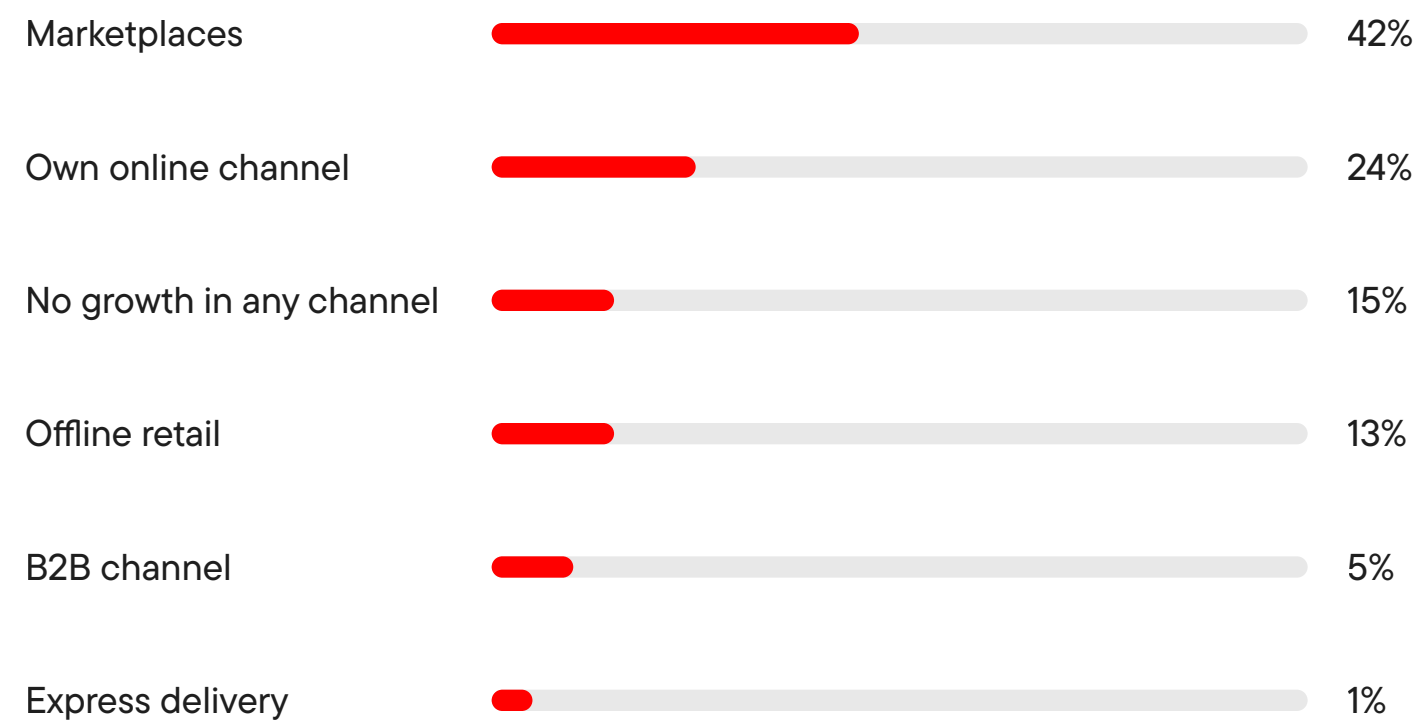 Marketplaces 42%
Own online channel 24%
No growth in any channel 15%
Offline retail 13%
B2B channel 5%
Express delivery 1%